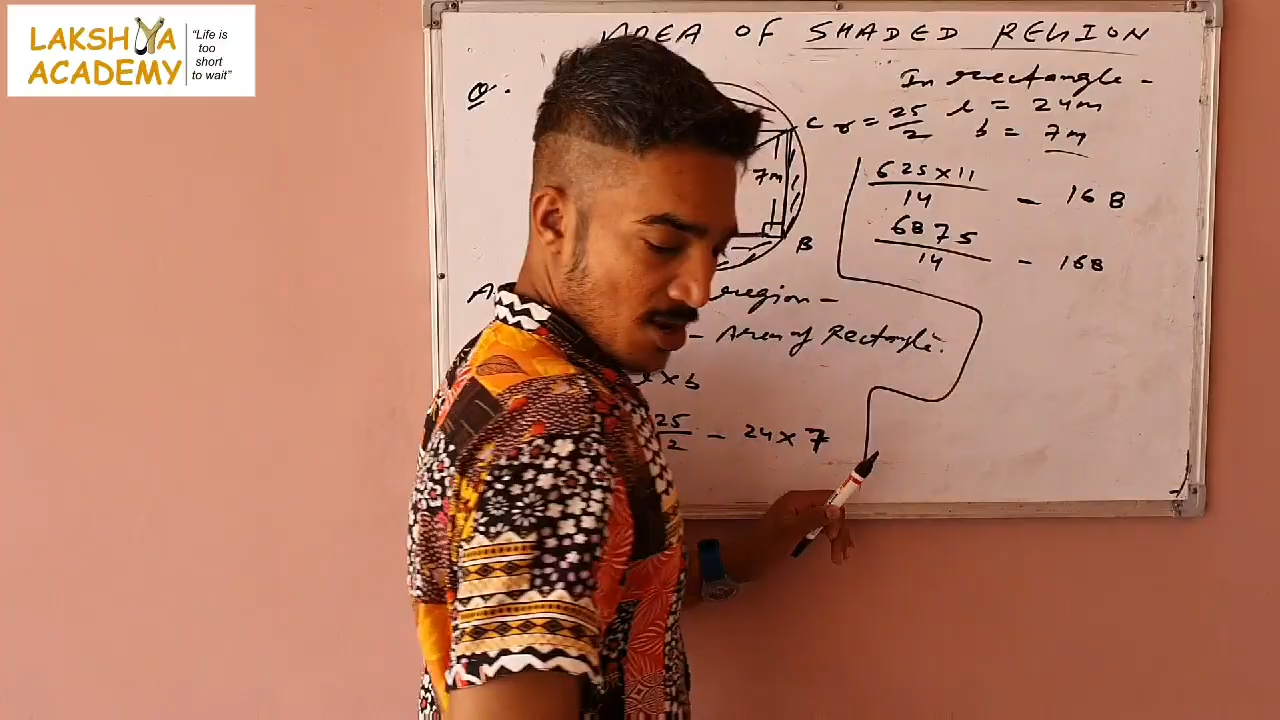 LAKSHYA
ACADEMY
"Life is
too
short
to wait"
AREA OF SHADED REGION
Q.
In rectangle -
C r = 25/2 l = 24m
b = 7m
7m
B
625 x 11 / 14 - 168
6875 / 14 - 168
region -
- Area of Rectangle.
l x b
25/2 - 24 x 7